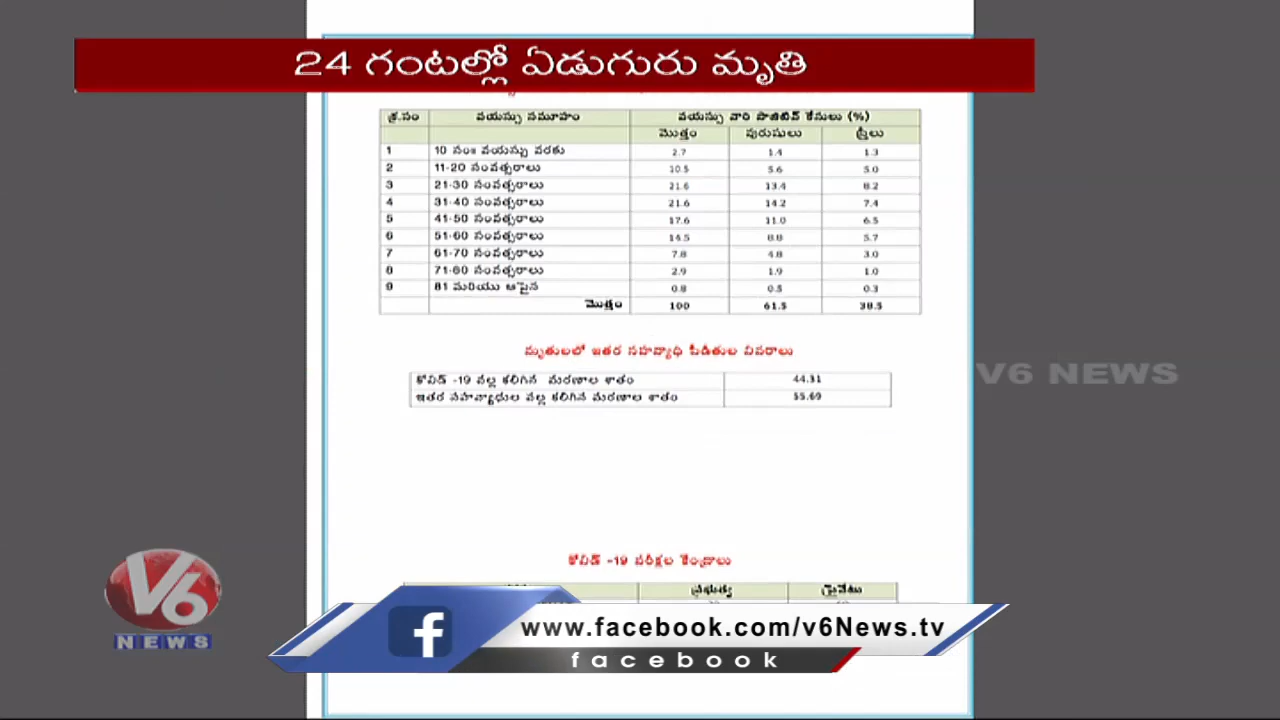 24 గంటల్లో ఏడుగురు మృతి
క్ర.సం వయస్సు సమూహం వయస్సు వారి పాజిటివ్ కేసులు (%)
మొత్తం పురుషులు స్త్రీలు
1 10 సం॥ వయస్సు వరకు 2.7 1.4 1.3
2 11-20 సంవత్సరాలు 10.5 5.6 5.0
3 21-30 సంవత్సరాలు 21.6 13.4 8.2
4 31-40 సంవత్సరాలు 21.6 14.2 7.4
5 41-50 సంవత్సరాలు 17.6 11.0 6.5
6 51-60 సంవత్సరాలు 14.5 8.8 5.7
7 61-70 సంవత్సరాలు 7.8 4.8 3.0
8 71-80 సంవత్సరాలు 2.9 1.9 1.0
9 81 మరియు ఆపైన 0.8 0.5 0.3
మొత్తం 100 61.5 38.5
మృతులలో ఇతర సహవ్యాధి పీడితుల వివరాలు
కోవిడ్ -19 వల్ల కలిగిన మరణాల శాతం 44.31
ఇతర సహవ్యాధుల వల్ల కలిగిన మరణాల శాతం 55.69
V6 NEWS
కోవిడ్ -19 పరీక్షల కేంద్రాలు
ప్రభుత్వ ప్రైవేటు
V6
NEWS
www.facebook.com/v6News.tv
facebook